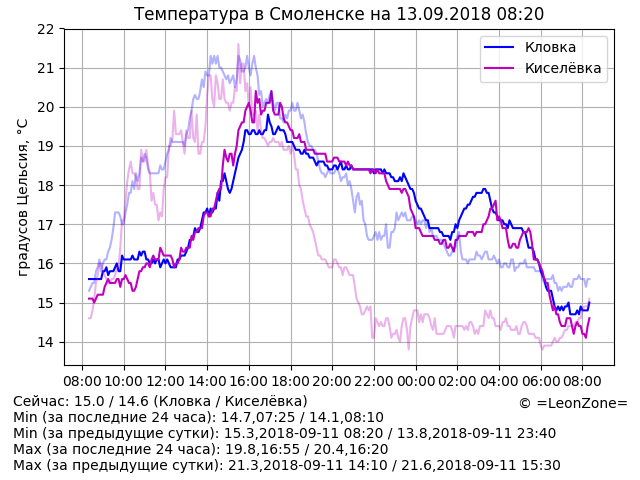 Температура в Смоленске на 13.09.2018 08:20
Кловка
Киселёвка
градусов Цельсия, °C
22
21
20
19
18
17
16
15
14
08:00 10:00 12:00 14:00 16:00 18:00 20:00 22:00 00:00 02:00 04:00 06:00 08:00
Сейчас: 15.0 / 14.6 (Кловка / Киселёвка)
© =LeonZone=
Min (за последние 24 часа): 14.7,07:25 / 14.1,08:10
Min (за предыдущие сутки): 15.3,2018-09-11 08:20 / 13.8,2018-09-11 23:40
Max (за последние 24 часа): 19.8,16:55 / 20.4,16:20
Max (за предыдущие сутки): 21.3,2018-09-11 14:10 / 21.6,2018-09-11 15:30